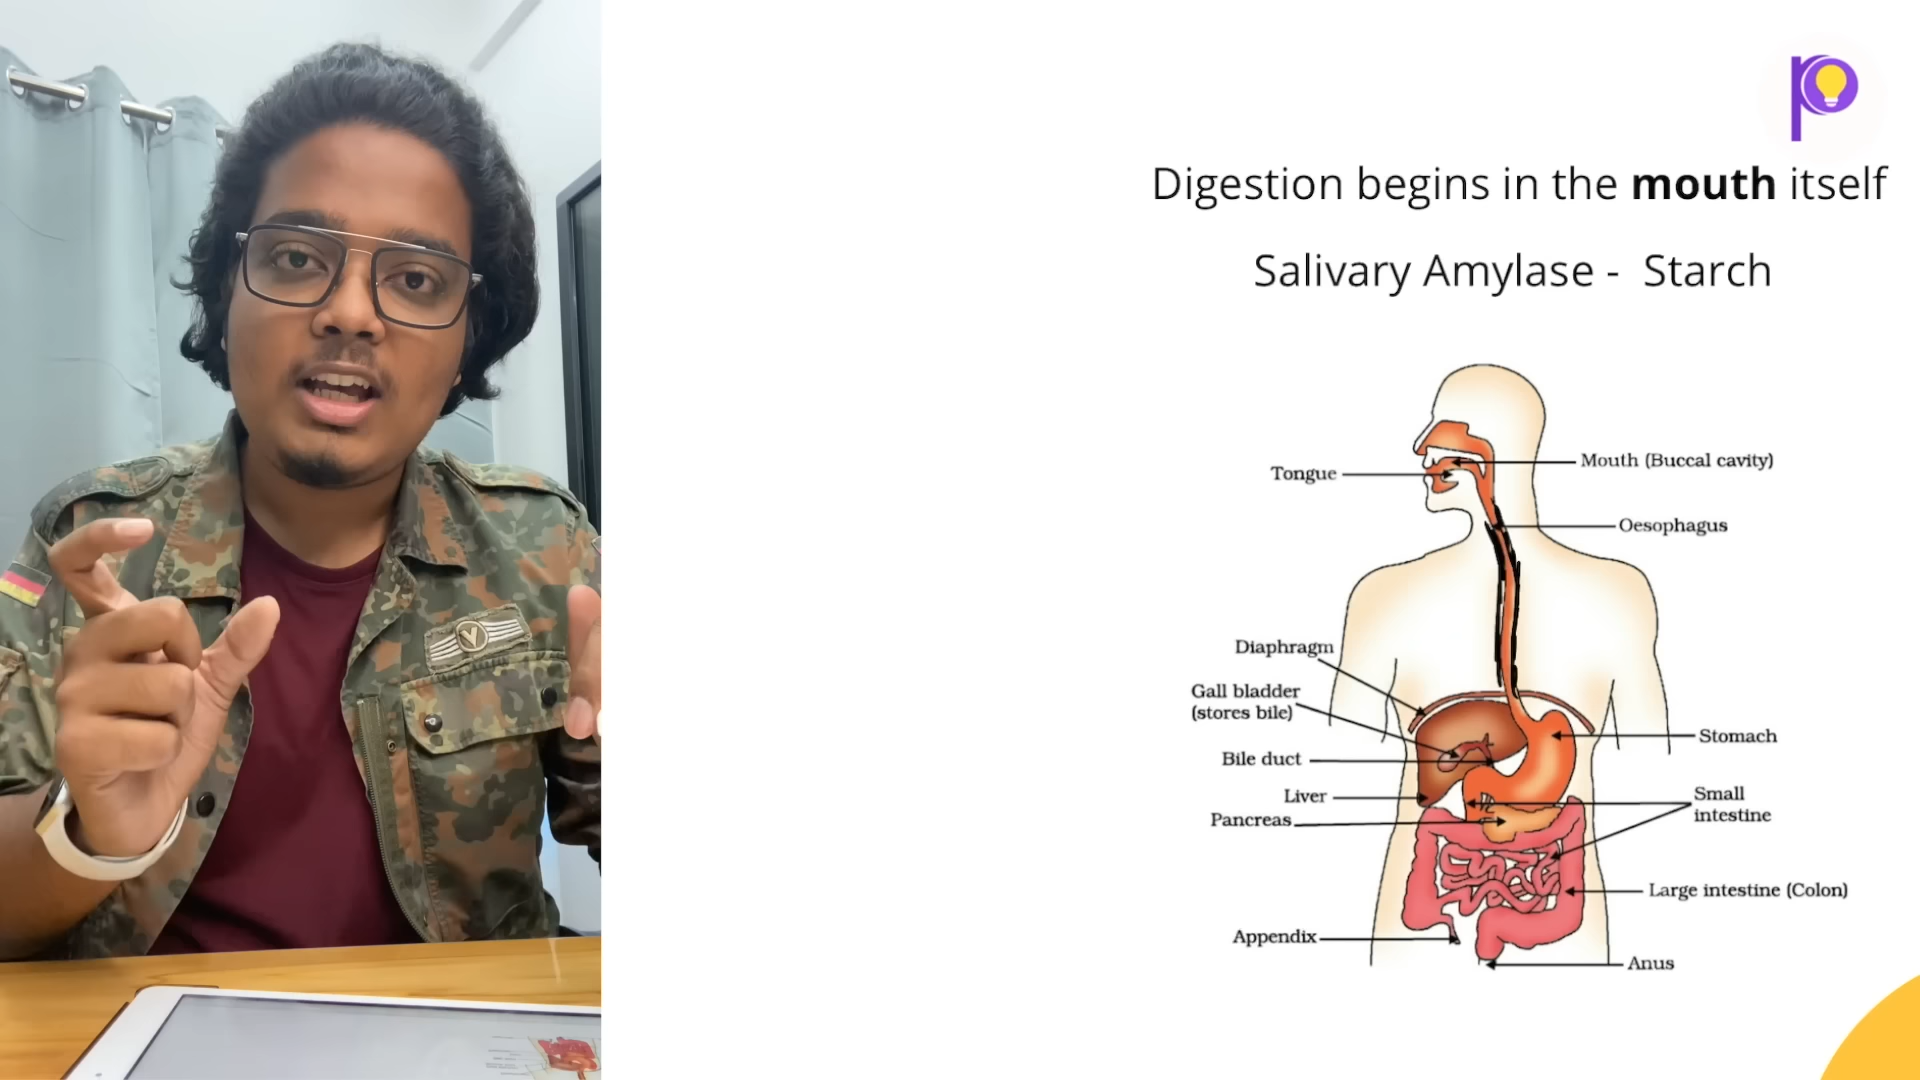 Digestion begins in the mouth itself
Salivary Amylase - Starch
Mouth (Buccal cavity)
Tongue
Oesophagus
Diaphragm
Gall bladder
(stores bile)
Stomach
Bile duct
Liver
Small
intestine
Pancreas
Large intestine (Colon)
Appendix
Anus